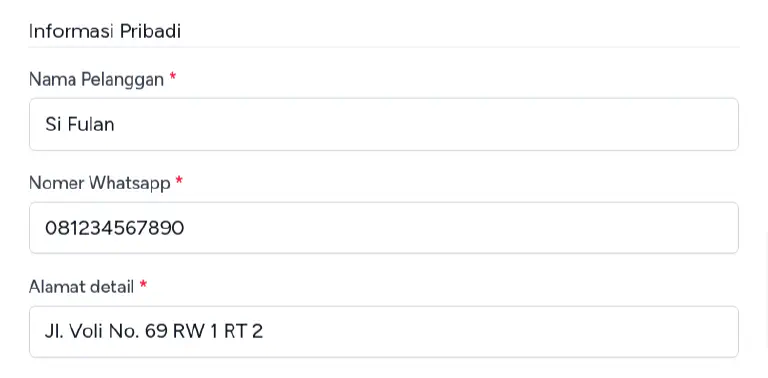 Informasi Pribadi
Nama Pelanggan *
Si Fulan
Nomer Whatsapp *
081234567890
Alamat detail *
Jl. Voli No. 69 RW 1 RT 2